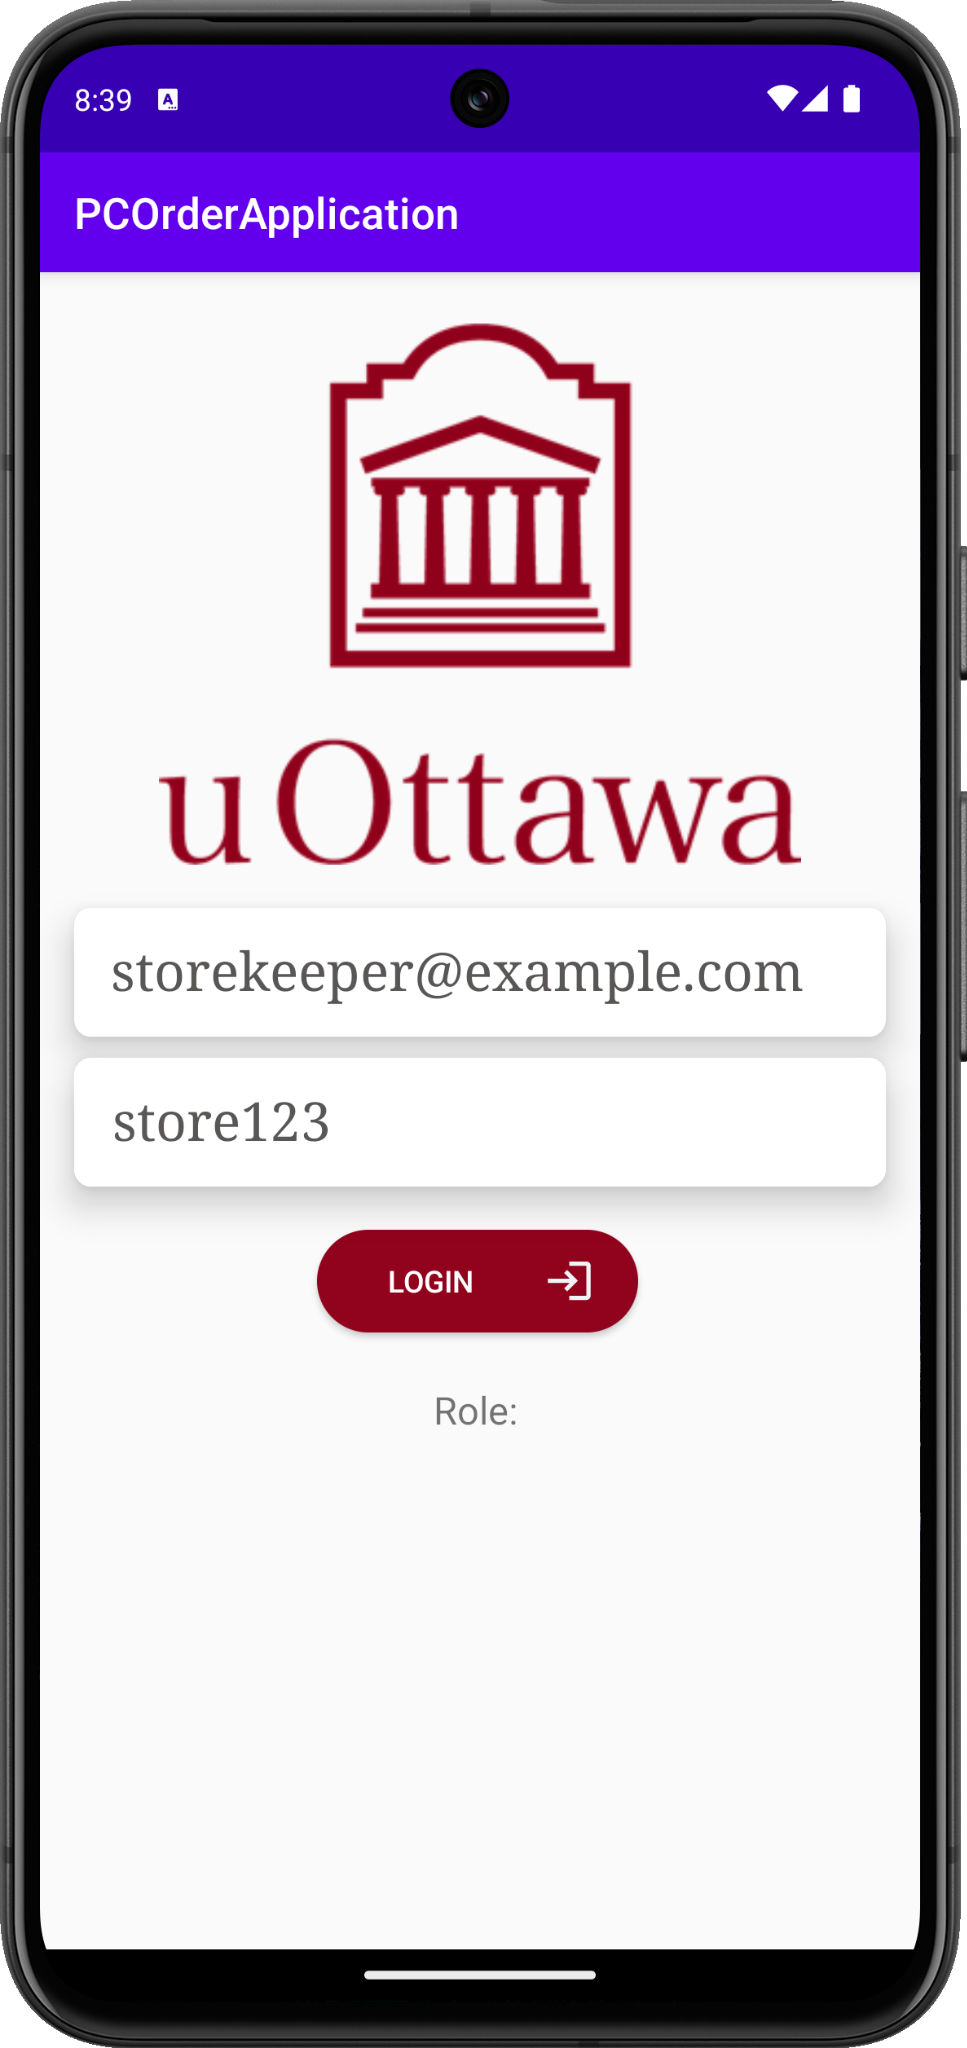 8:39
PCOrderApplication
uOttawa
storekeeper@example.com
store123
LOGIN
Role: